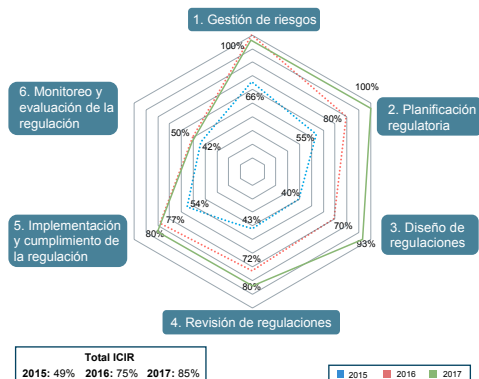 1. Gestión de riesgos
100%
100%
6. Monitoreo y
evaluación de la
regulación
66%
2. Planificación
regulatoria
80%
50%
55%
42%
54%
40%
5. Implementación
y cumplimiento de
la regulación
77%
80%
43%
70%
93%
3. Diseño de
regulaciones
72%
80%
4. Revisión de regulaciones
Total ICIR
2015: 49% 2016: 75% 2017: 85%
2015 2016 2017